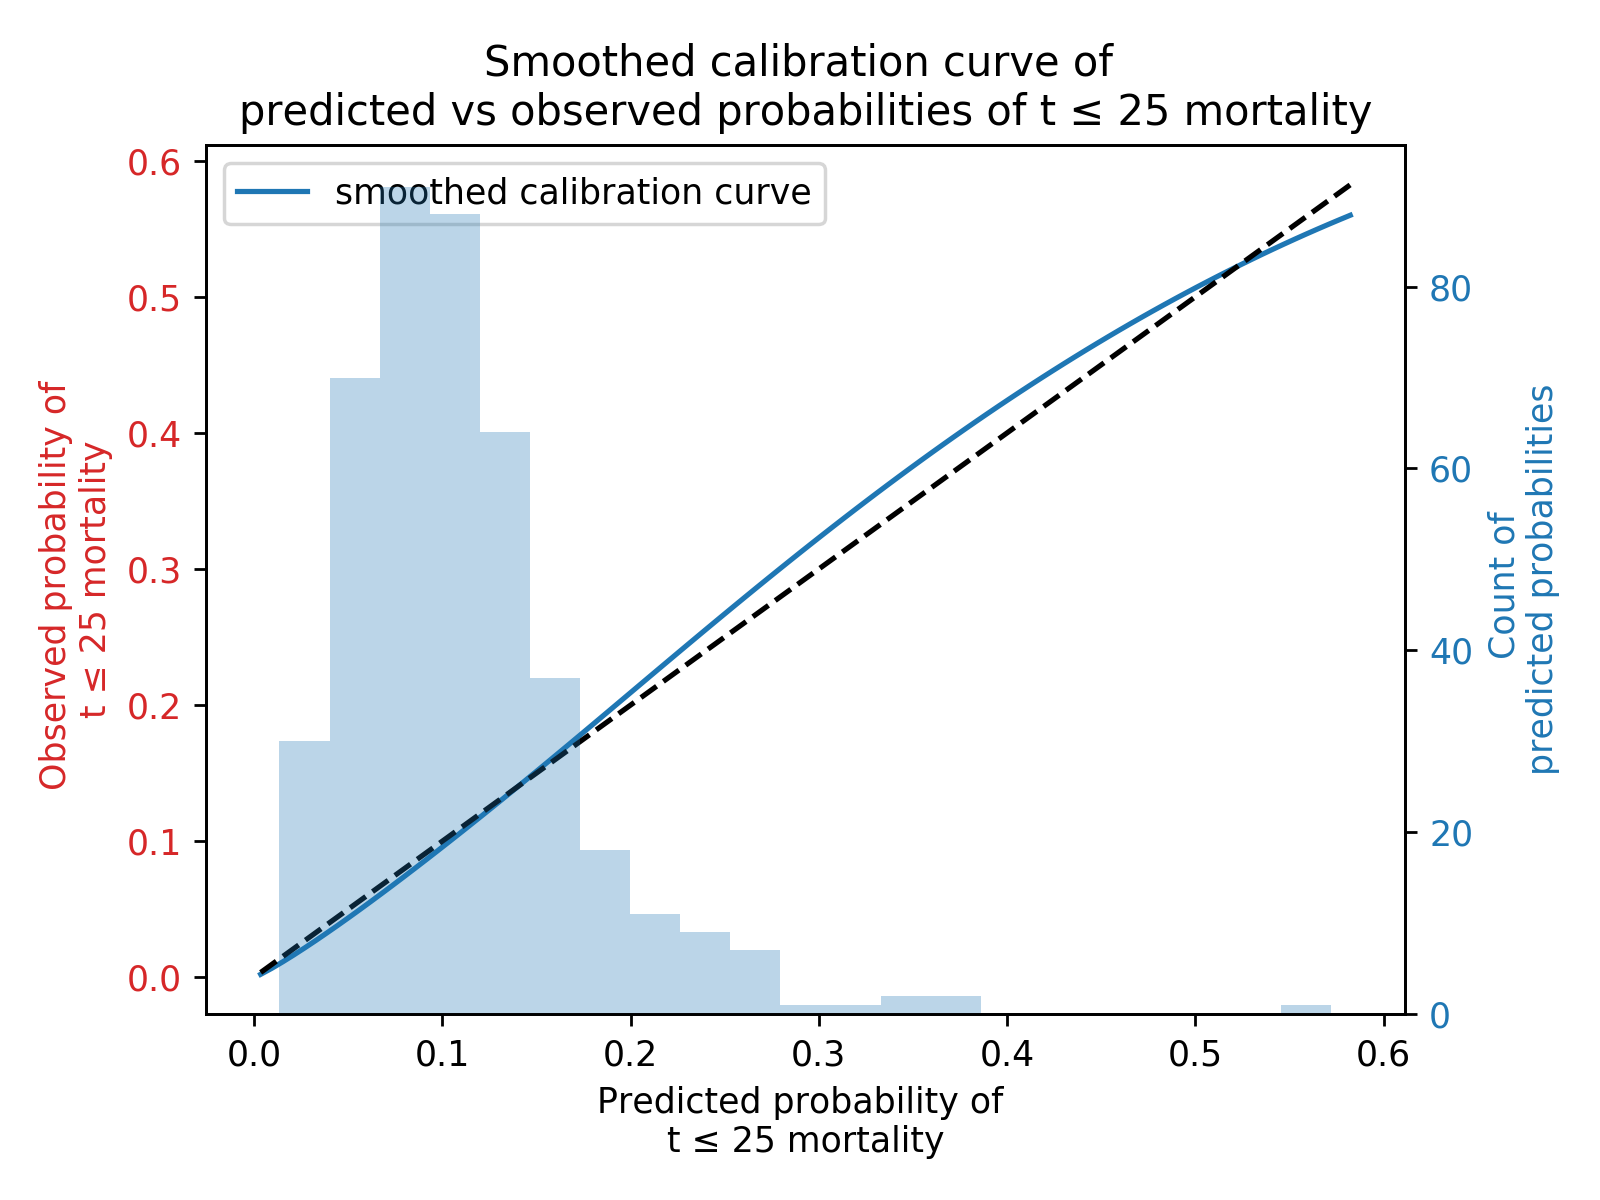 Smoothed calibration curve of
predicted vs observed probabilities of t ≤ 25 mortality
smoothed calibration curve
0.6
0.5
0.4
0.3
0.2
0.1
0.0
Observed probability of
t ≤ 25 mortality
80
60
40
20
0
Count of
predicted probabilities
0.0 0.1 0.2 0.3 0.4 0.5 0.6
Predicted probability of
t ≤ 25 mortality